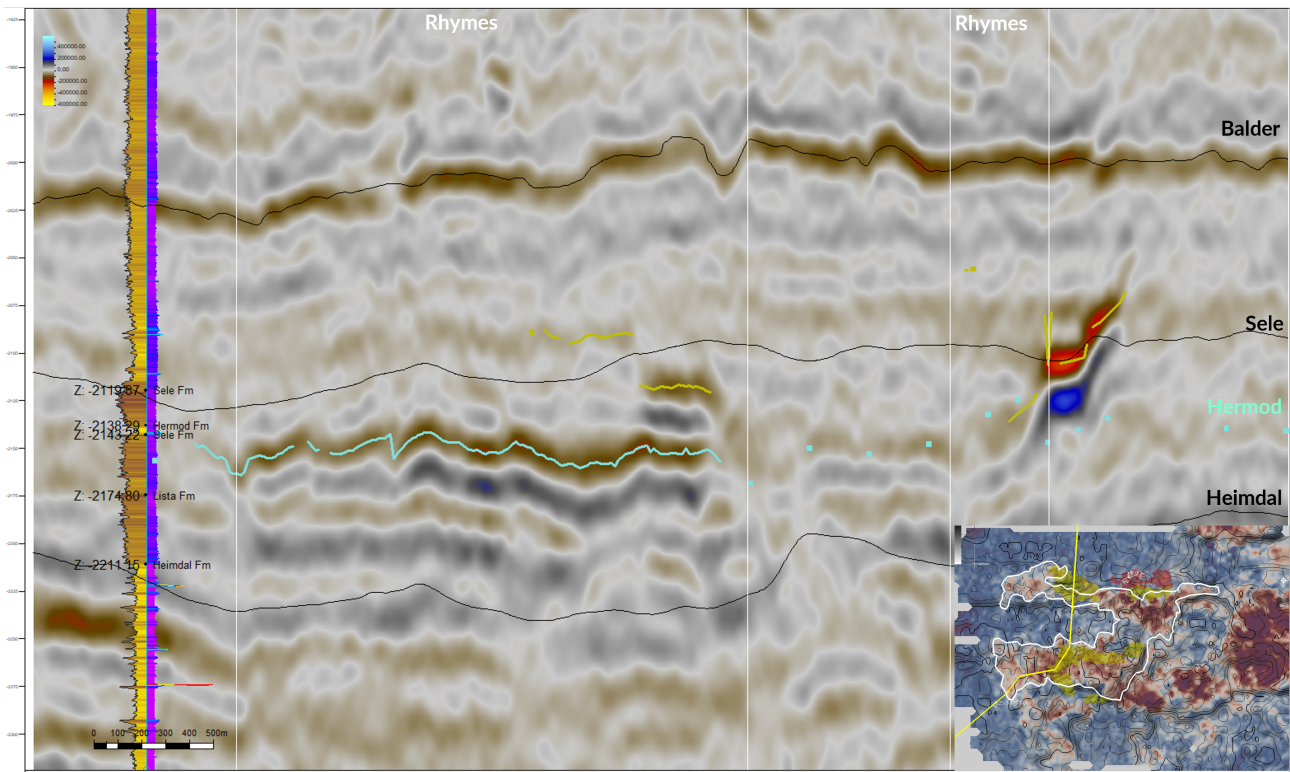 Rhymes
Rhymes
400000.00
200000.00
0.00
-200000.00
-400000.00
-600000.00
Balder
Sele
Hermod
Heimdal
Z: -2119.87 Sele Fm
Z: -2138.29 Hermod Fm
Z: -2143.22 Sele Fm
Z: -2174.80 Lista Fm
Z: -2211.15 Heimdal Fm
0 100 200 300 400 500m